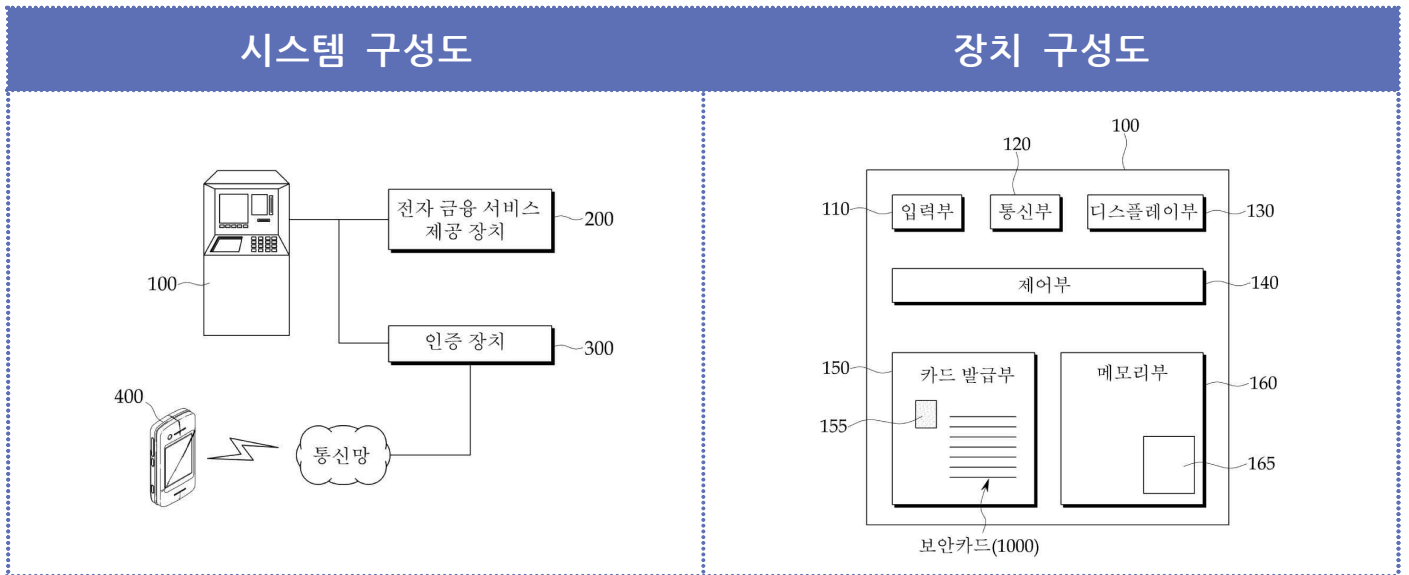 시스템 구성도
장치 구성도
전자 금융 서비스
제공 장치
200
100
인증 장치
300
400
통신망
100
120
110
입력부
통신부
디스플레이부
130
제어부
140
150
카드 발급부
메모리부
160
155
165
보안카드(1000)